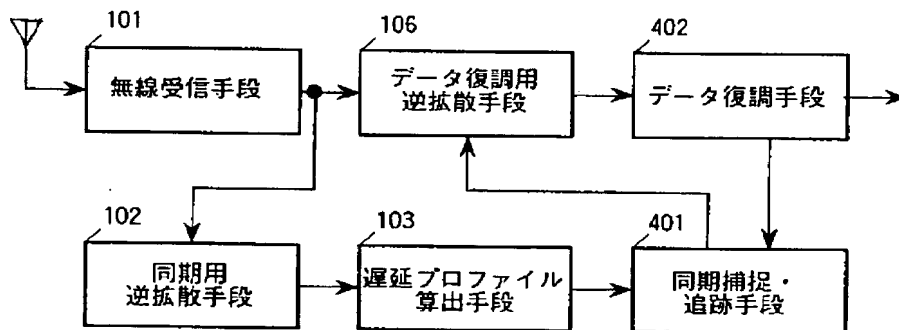 101
無線受信手段
106
データ復調用
逆拡散手段
402
データ復調手段
102
同期用
逆拡散手段
103
遅延プロファイル
算出手段
401
同期捕捉・
追跡手段